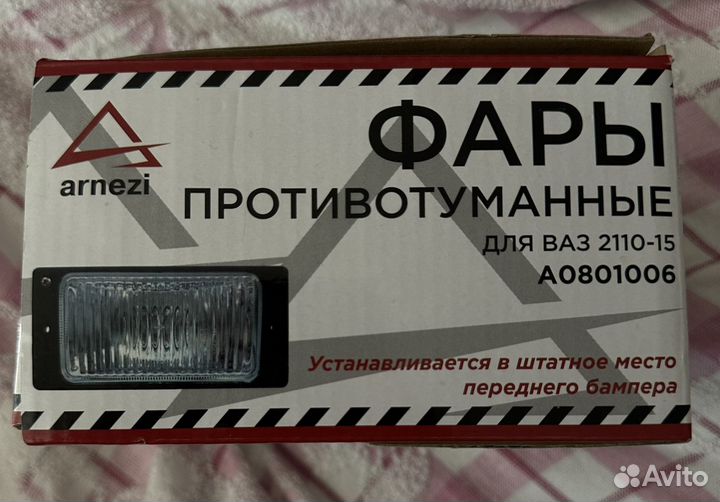 arnezi
ФАРЫ
ПРОТИВОТУМАННЫЕ
ДЛЯ ВАЗ 2110-15
A0801006
Устанавливается в штатное место
переднего бампера
Avito